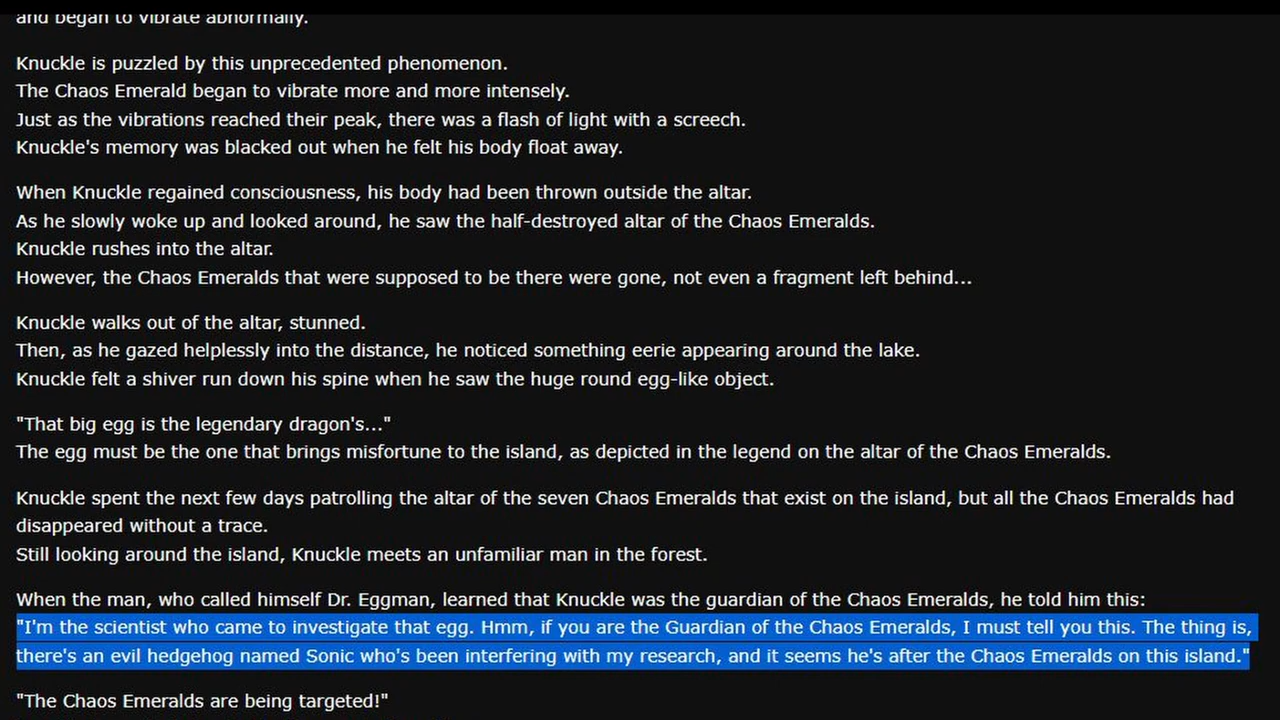 and began to vibrate abnormally.
Knuckle is puzzled by this unprecedented phenomenon.
The Chaos Emerald began to vibrate more and more intensely.
Just as the vibrations reached their peak, there was a flash of light with a screech.
Knuckle's memory was blacked out when he felt his body float away.
When Knuckle regained consciousness, his body had been thrown outside the altar.
As he slowly woke up and looked around, he saw the half-destroyed altar of the Chaos Emeralds.
Knuckle rushes into the altar.
However, the Chaos Emeralds that were supposed to be there were gone, not even a fragment left behind...
Knuckle walks out of the altar, stunned.
Then, as he gazed helplessly into the distance, he noticed something eerie appearing around the lake.
Knuckle felt a shiver run down his spine when he saw the huge round egg-like object.
"That big egg is the legendary dragon's..."
The egg must be the one that brings misfortune to the island, as depicted in the legend on the altar of the Chaos Emeralds.
Knuckle spent the next few days patrolling the altar of the seven Chaos Emeralds that exist on the island, but all the Chaos Emeralds had
disappeared without a trace.
Still looking around the island, Knuckle meets an unfamiliar man in the forest.
When the man, who called himself Dr. Eggman, learned that Knuckle was the guardian of the Chaos Emeralds, he told him this:
"I'm the scientist who came to investigate that egg. Hmm, if you are the Guardian of the Chaos Emeralds, I must tell you this. The thing is,
there's an evil hedgehog named Sonic who's been interfering with my research, and it seems he's after the Chaos Emeralds on this island."
"The Chaos Emeralds are being targeted!"